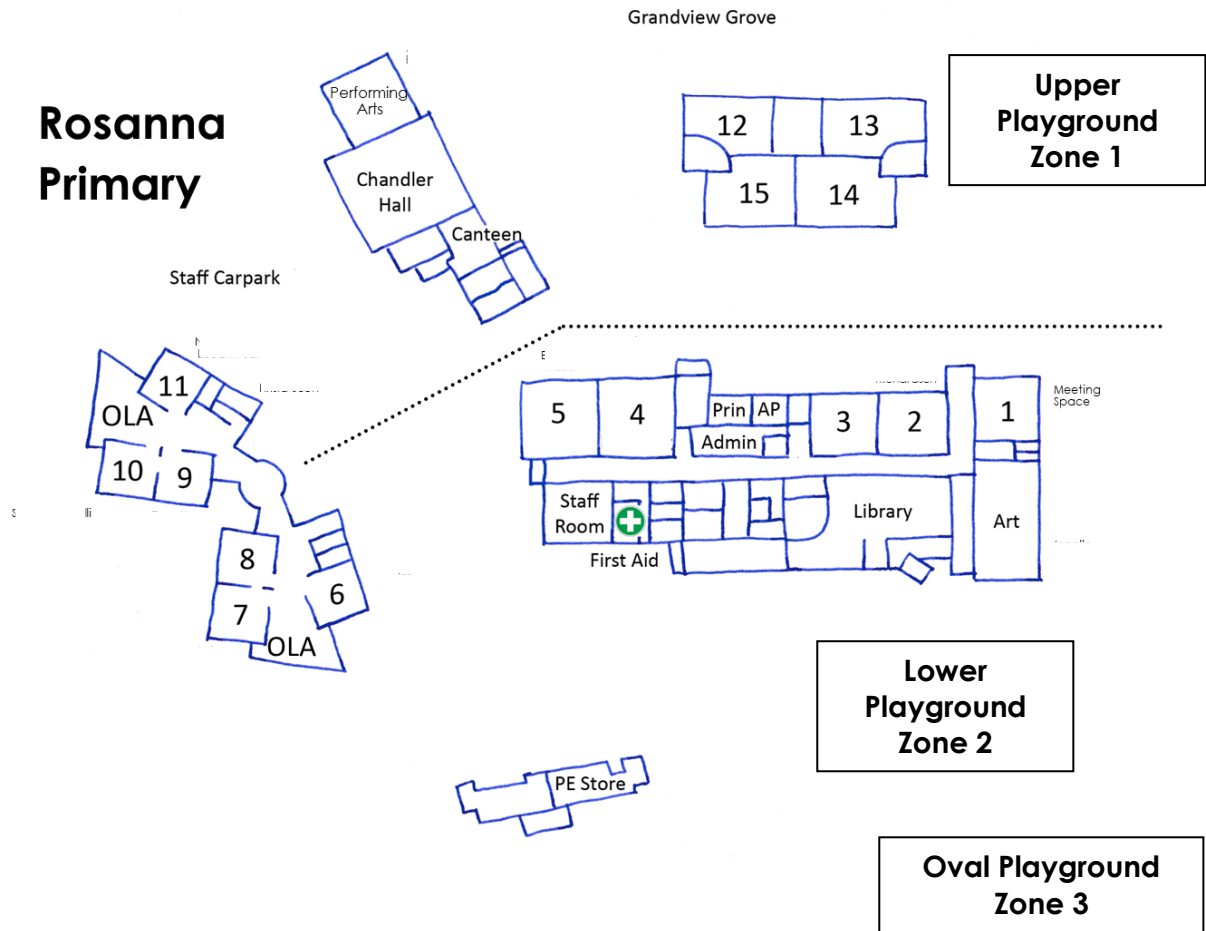 Grandview Grove
Rosanna
Primary
Upper
Playground
Zone 1
Performing
Arts
12
13
Chandler
Hall
15
14
Canteen
Staff Carpark
11
OLA
10
9
8
7
6
OLA
5
4
Prin
AP
Admin
3
2
1
Meeting
Space
Staff
Room
First Aid
Library
Art
Lower
Playground
Zone 2
PE Store
Oval Playground
Zone 3